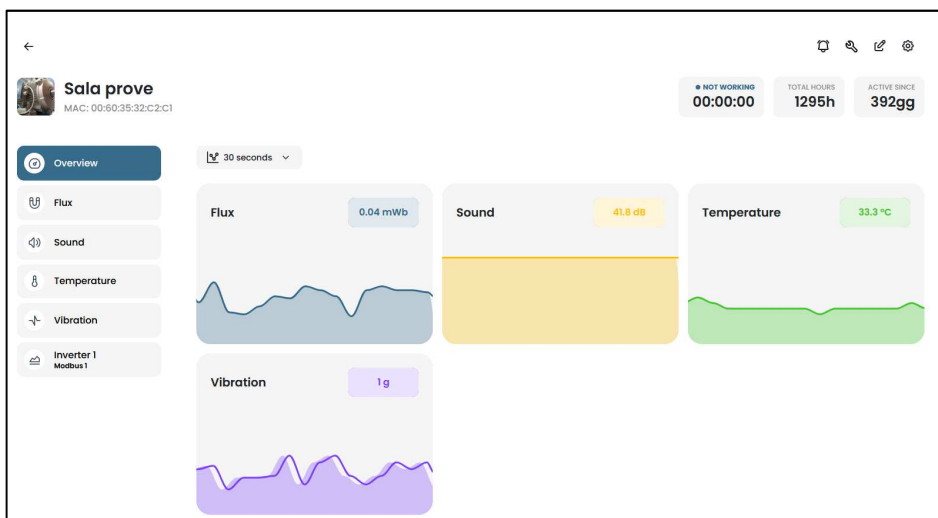 Sala prove
MAC: 00:60:35:32:C2:C1
NOT WORKING
00:00:00
TOTAL HOURS
1295h
ACTIVE SINCE
392gg
Overview
Flux
Sound
Temperature
Vibration
Inverter 1
Modbus 1
30 seconds
Flux
0.04 mWb
Sound
41.8 dB
Temperature
33.3 °C
Vibration
1 g